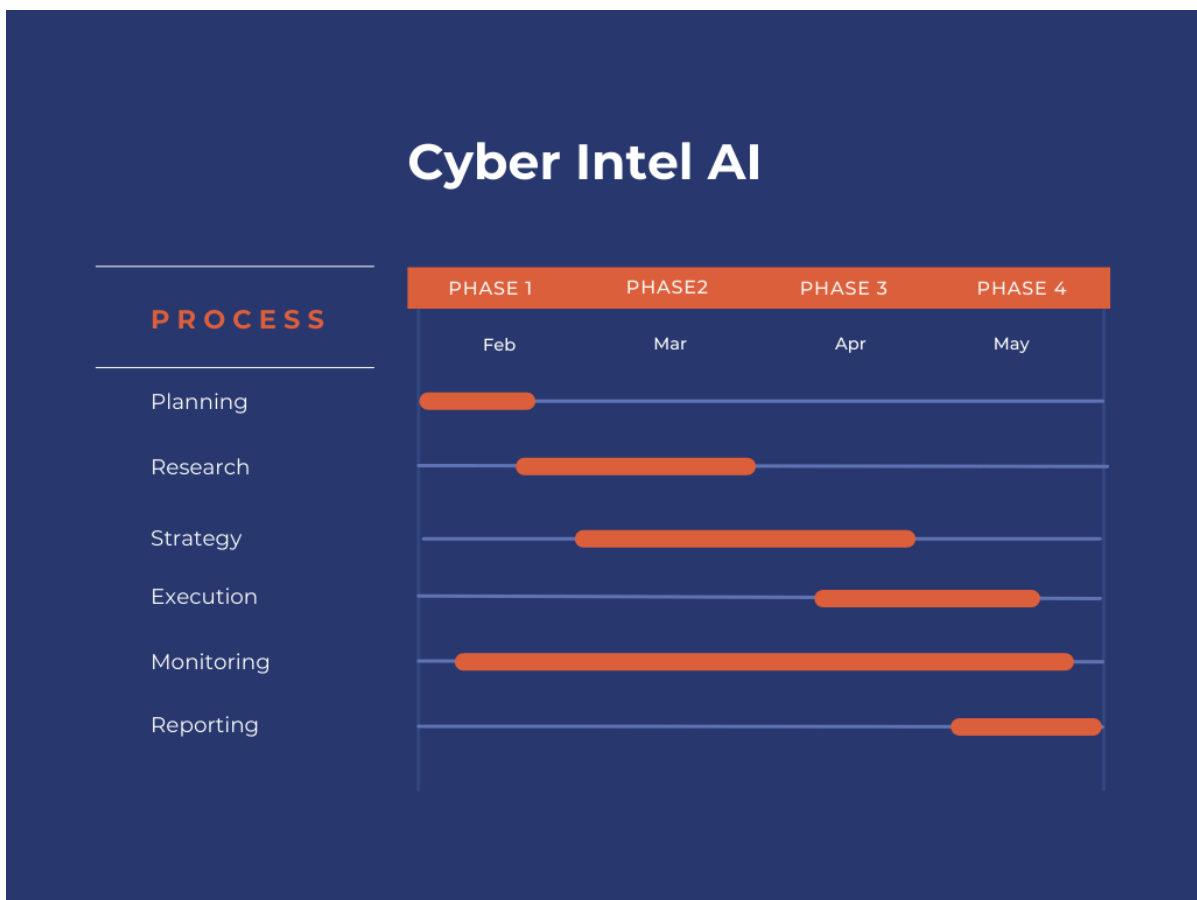 Cyber Intel AI
PROCESS
PHASE 1 PHASE2 PHASE 3 PHASE 4
Feb Mar Apr May
Planning
Research
Strategy
Execution
Monitoring
Reporting